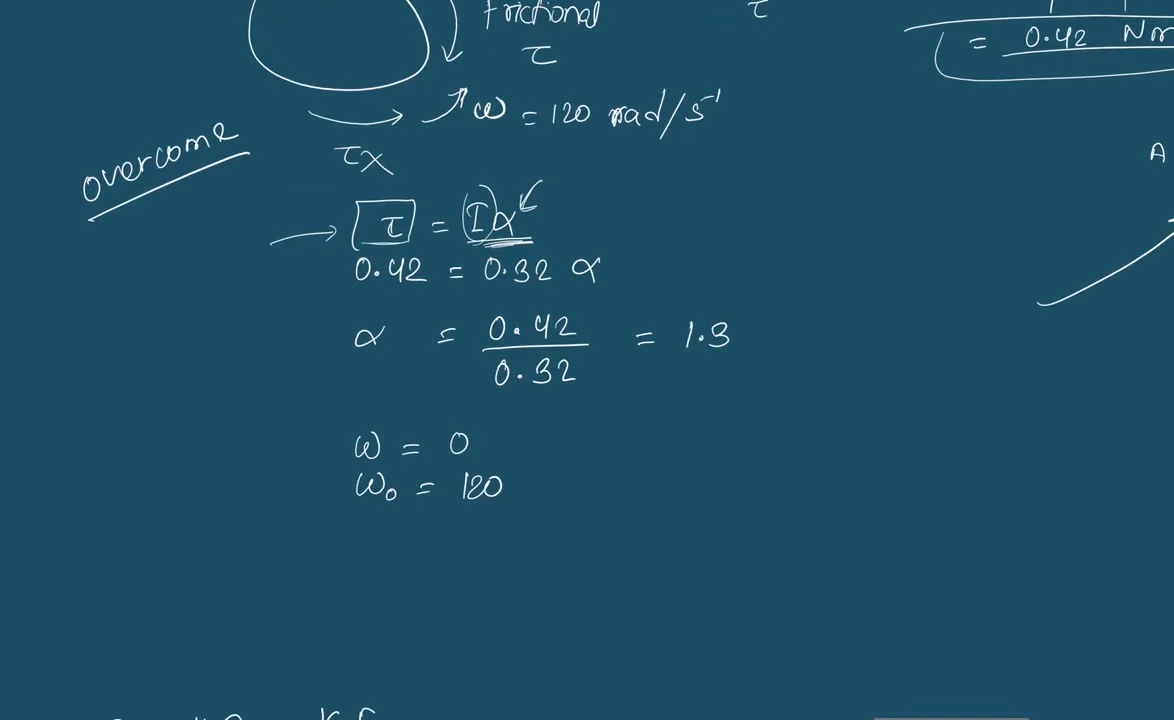 frictional
τ
τ
= 0.42 Nm
ω = 120 rad/s⁻¹
overcome
τx
A
τ = Iα
0.42 = 0.32 α
α = 0.42/0.32 = 1.3
ω = 0
ω₀ = 120